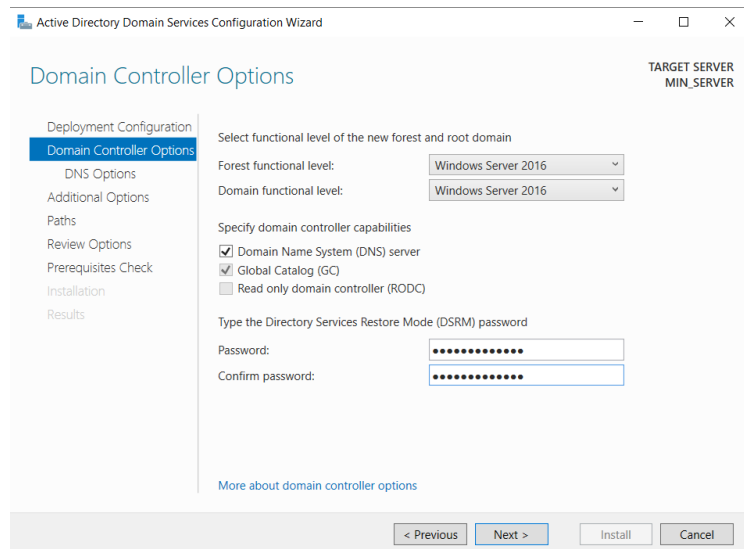 Active Directory Domain Services Configuration Wizard
Domain Controller Options
TARGET SERVER
MIN_SERVER
Deployment Configuration
Domain Controller Options
DNS Options
Additional Options
Paths
Review Options
Prerequisites Check
Installation
Results
Select functional level of the new forest and root domain
Forest functional level: Windows Server 2016
Domain functional level: Windows Server 2016
Specify domain controller capabilities
Domain Name System (DNS) server
Global Catalog (GC)
Read only domain controller (RODC)
Type the Directory Services Restore Mode (DSRM) password
Password: •••••••••••••
Confirm password: •••••••••••••
More about domain controller options
< Previous Next > Install Cancel